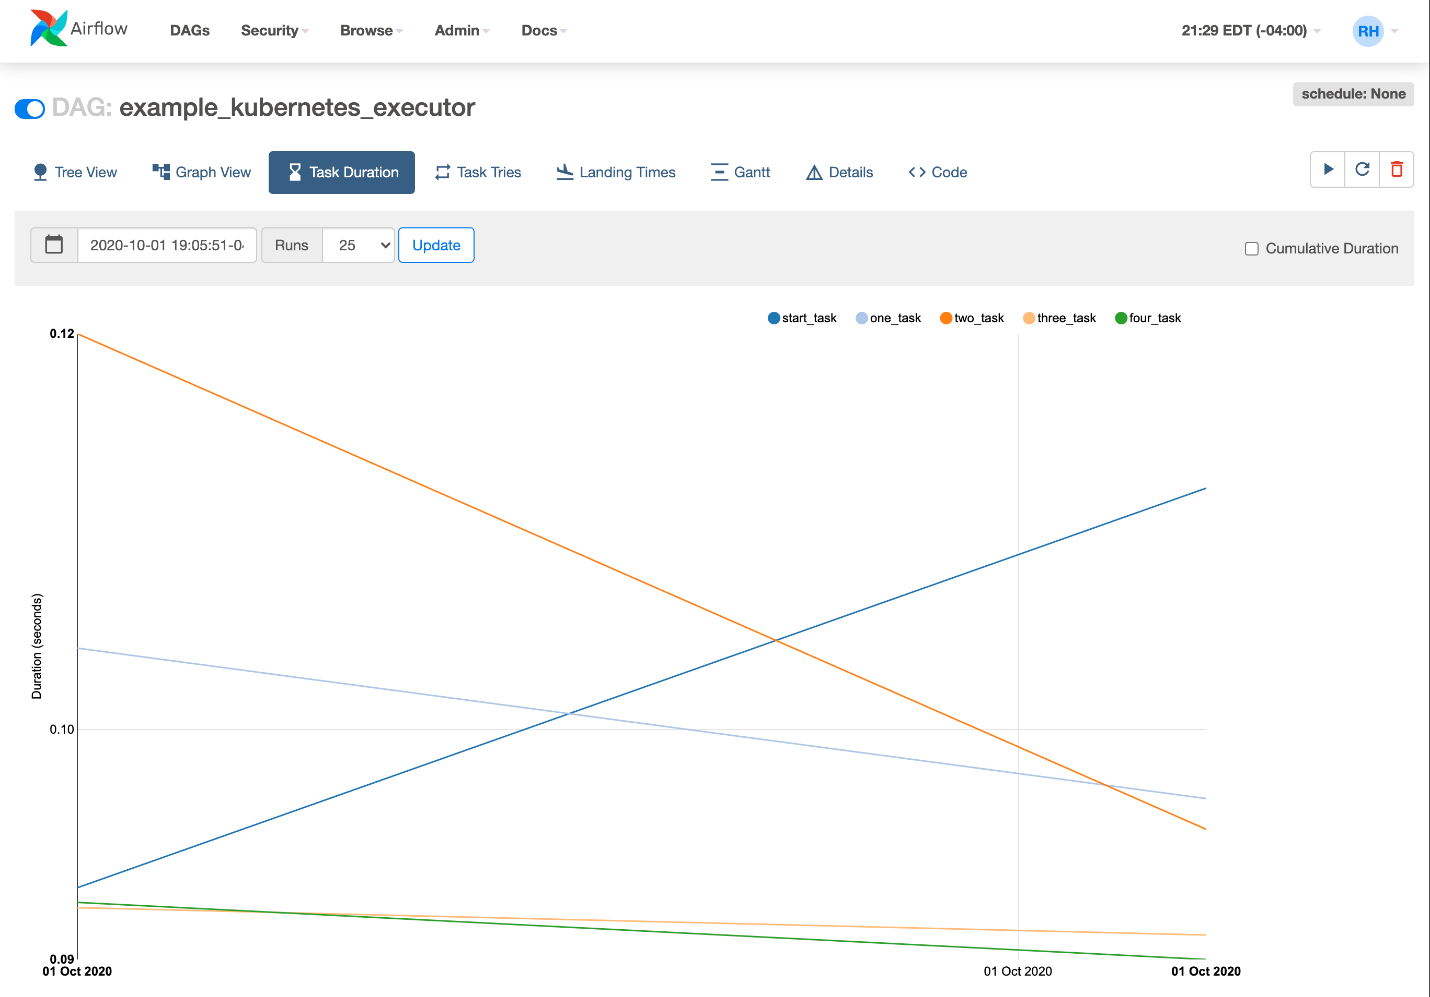 Airflow DAGs Security Browse Admin Docs 21:29 EDT (-04:00) RH
DAG: example_kubernetes_executor schedule: None
Tree View Graph View Task Duration Task Tries Landing Times Gantt Details <> Code
2020-10-01 19:05:51-0 Runs 25 Update Cumulative Duration
start_task one_task two_task three_task four_task
0.12
Duration (seconds)
0.10
0.09
01 Oct 2020 01 Oct 2020 01 Oct 2020